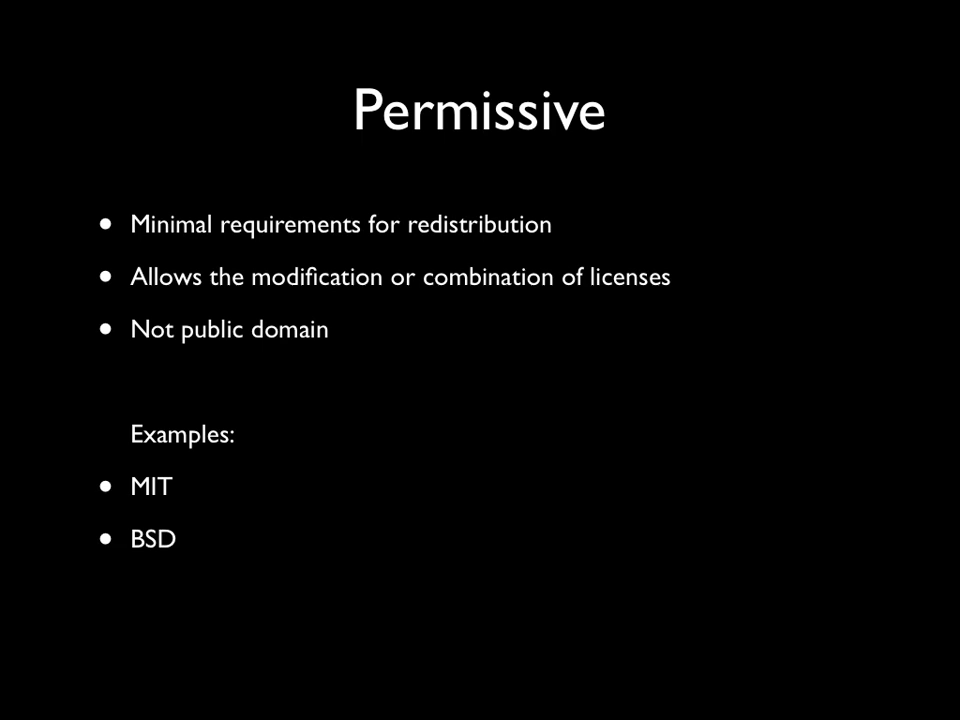 Permissive
• Minimal requirements for redistribution
• Allows the modification or combination of licenses
• Not public domain
Examples:
• MIT
• BSD